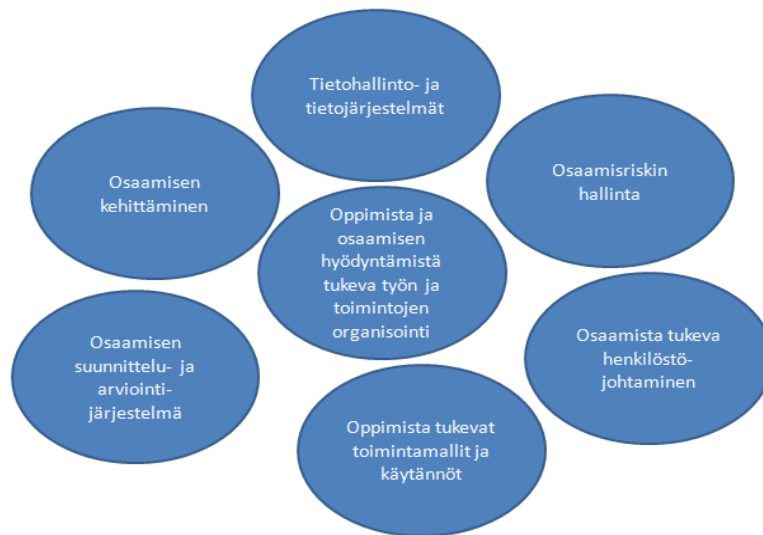 Tietohallinto- ja
tietojärjestelmät
Osaamisen
kehittäminen
Osaamisriskin
hallinta
Oppimista ja
osaamisen
hyödyntämistä
tukeva työn ja
toimintojen
organisointi
Osaamisen
suunnittelu- ja
arviointi-
järjestelmä
Osaamista tukeva
henkilöstö-
johtaminen
Oppimista tukevat
toimintamallit ja
käytännöt